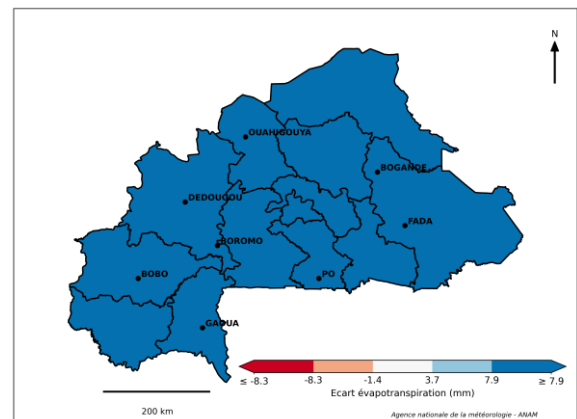 N
OUAHIGOUYA
BOGANDE
DEDOUGOU
FADA
BOROMO
BOBO
PO
GAOUA
≤ -8.3 -8.3 -1.4 3.7 7.9 ≥ 7.9
Ecart évapotranspiration (mm)
200 km
Agence nationale de la météorologie - ANAM